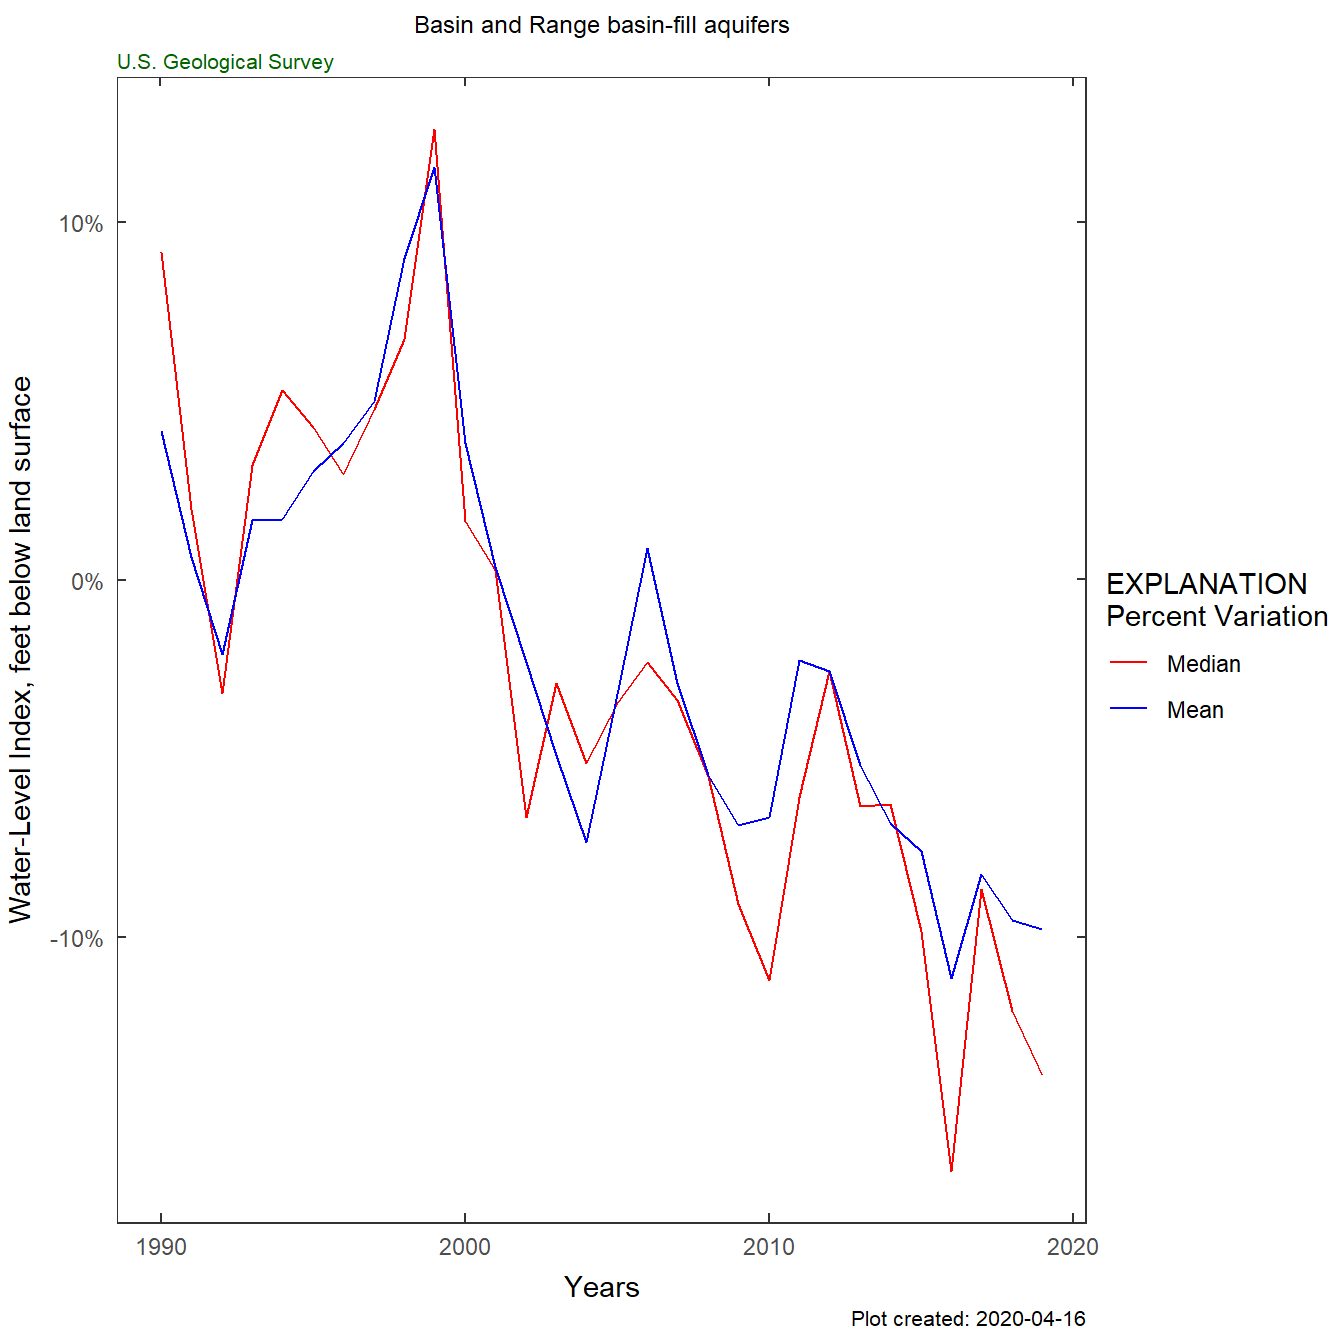 Basin and Range basin-fill aquifers
U.S. Geological Survey
Water-Level Index, feet below land surface
10%
0%
-10%
1990
2000
2010
2020
Years
EXPLANATION
Percent Variation
Median
Mean
Plot created: 2020-04-16